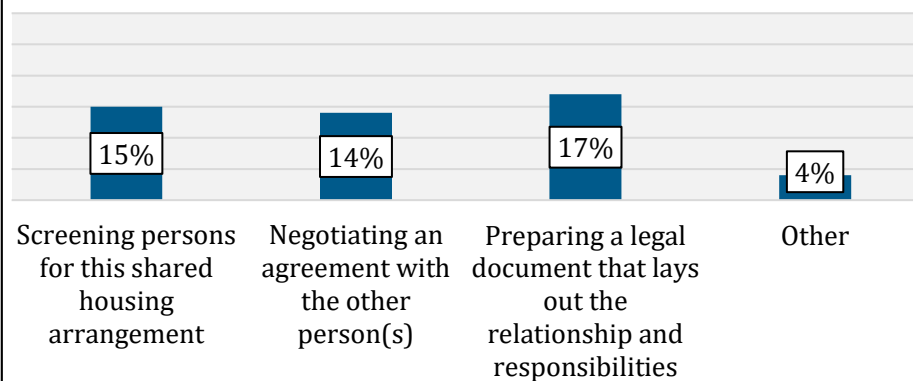 15%
14%
17%
4%
Screening persons
for this shared
housing
arrangement
Negotiating an
agreement with
the other
person(s)
Preparing a legal
document that lays
out the
relationship and
responsibilities
Other